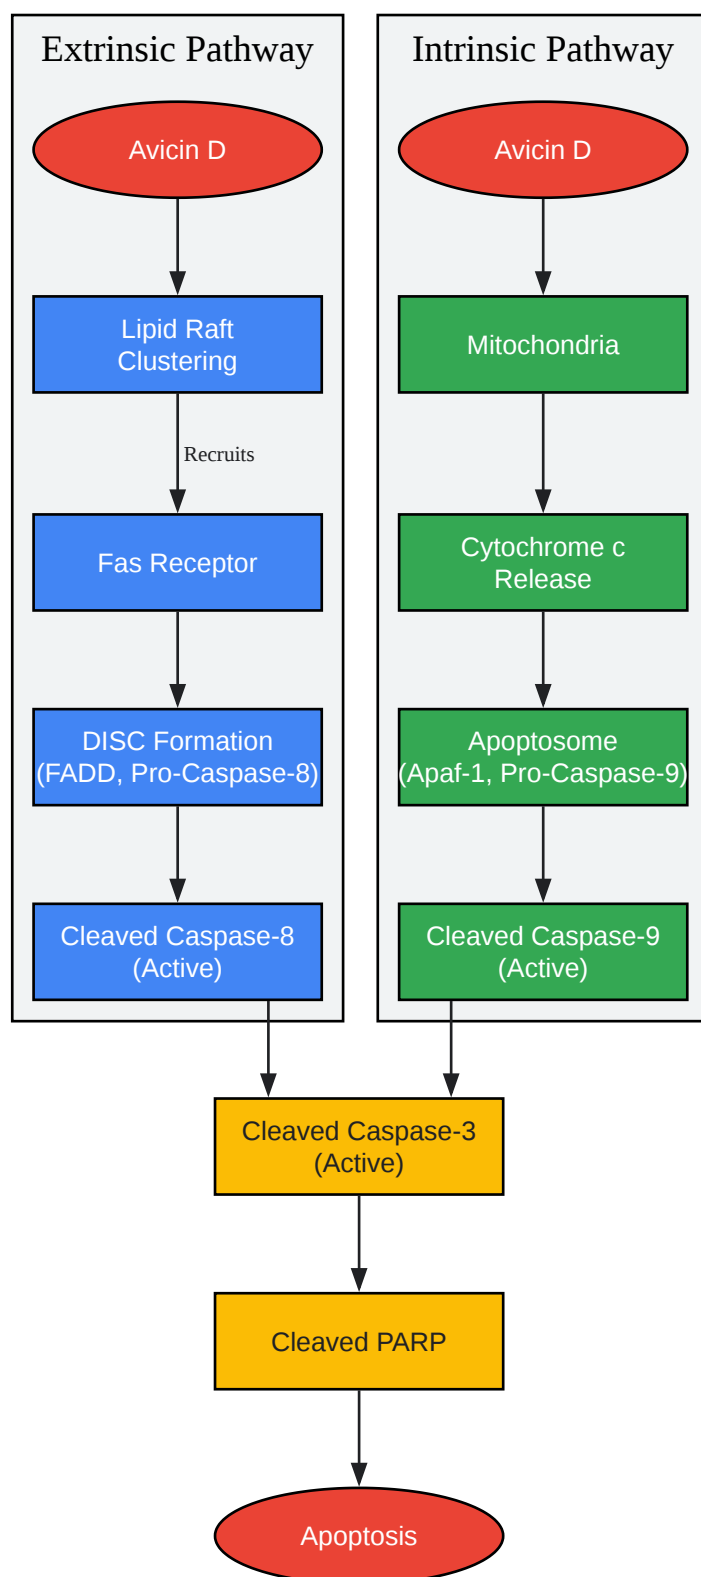 Extrinsic Pathway
Avicin D
Lipid Raft
Clustering
Recruits
Fas Receptor
DISC Formation
(FADD, Pro-Caspase-8)
Cleaved Caspase-8
(Active)
Intrinsic Pathway
Avicin D
Mitochondria
Cytochrome c
Release
Apoptosome
(Apaf-1, Pro-Caspase-9)
Cleaved Caspase-9
(Active)
Cleaved Caspase-3
(Active)
Cleaved PARP
Apoptosis